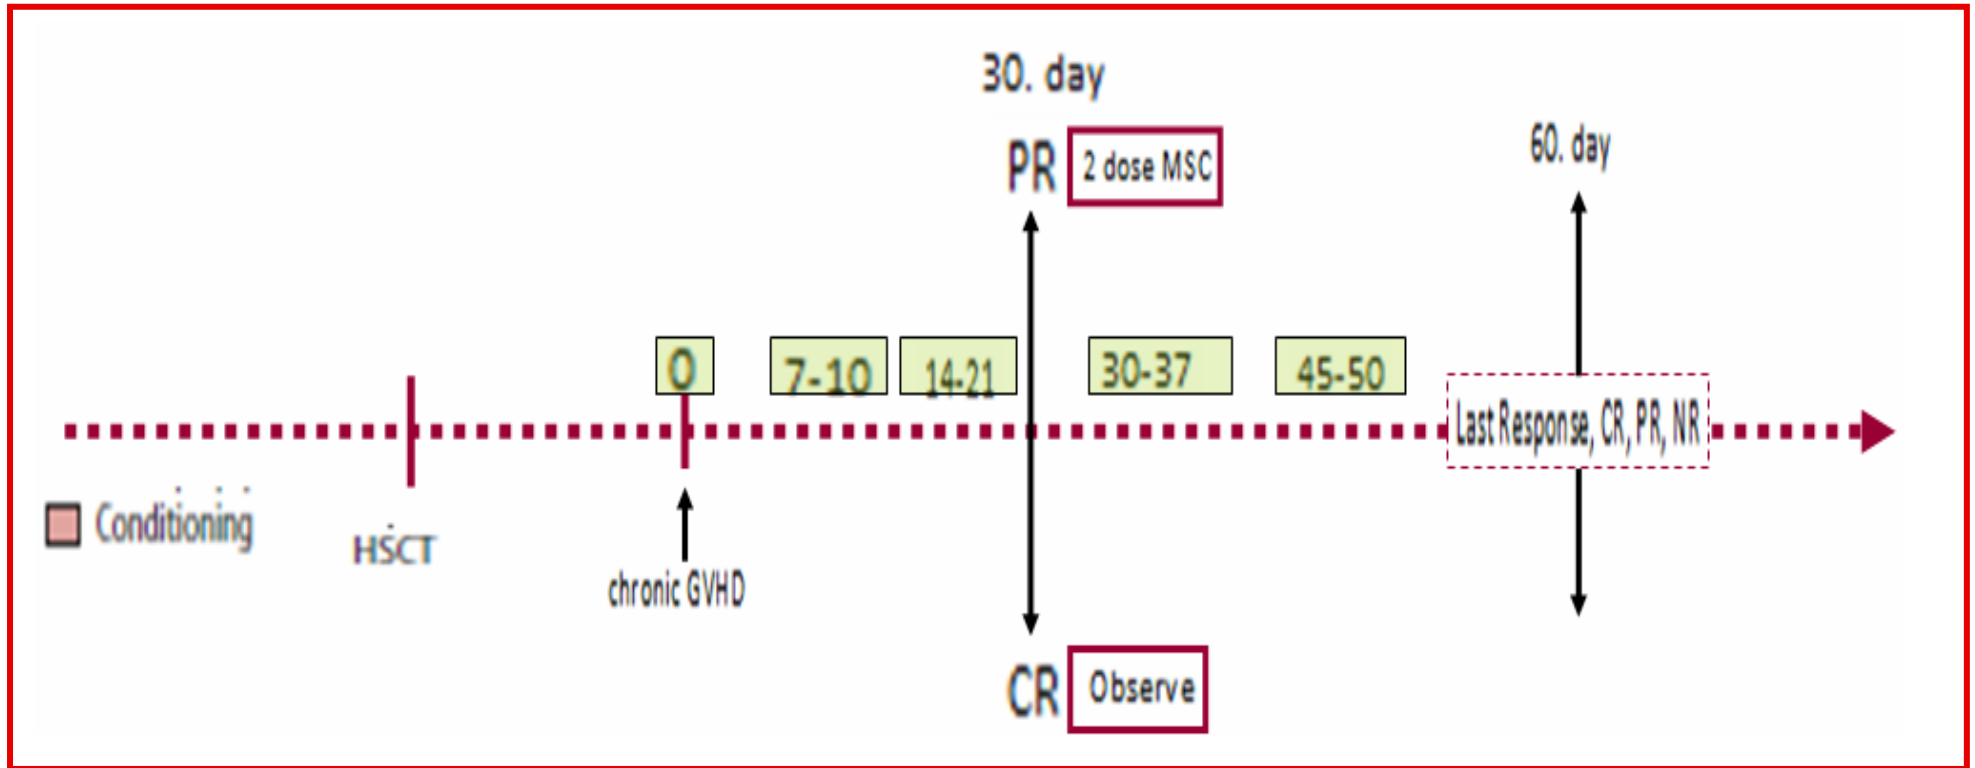 30. day
PR 2 dose MSC
60. day
0 7-10 14-21 30-37 45-50
Last Response, CR, PR, NR
Conditioning
HSCT
chronic GVHD
CR Observe